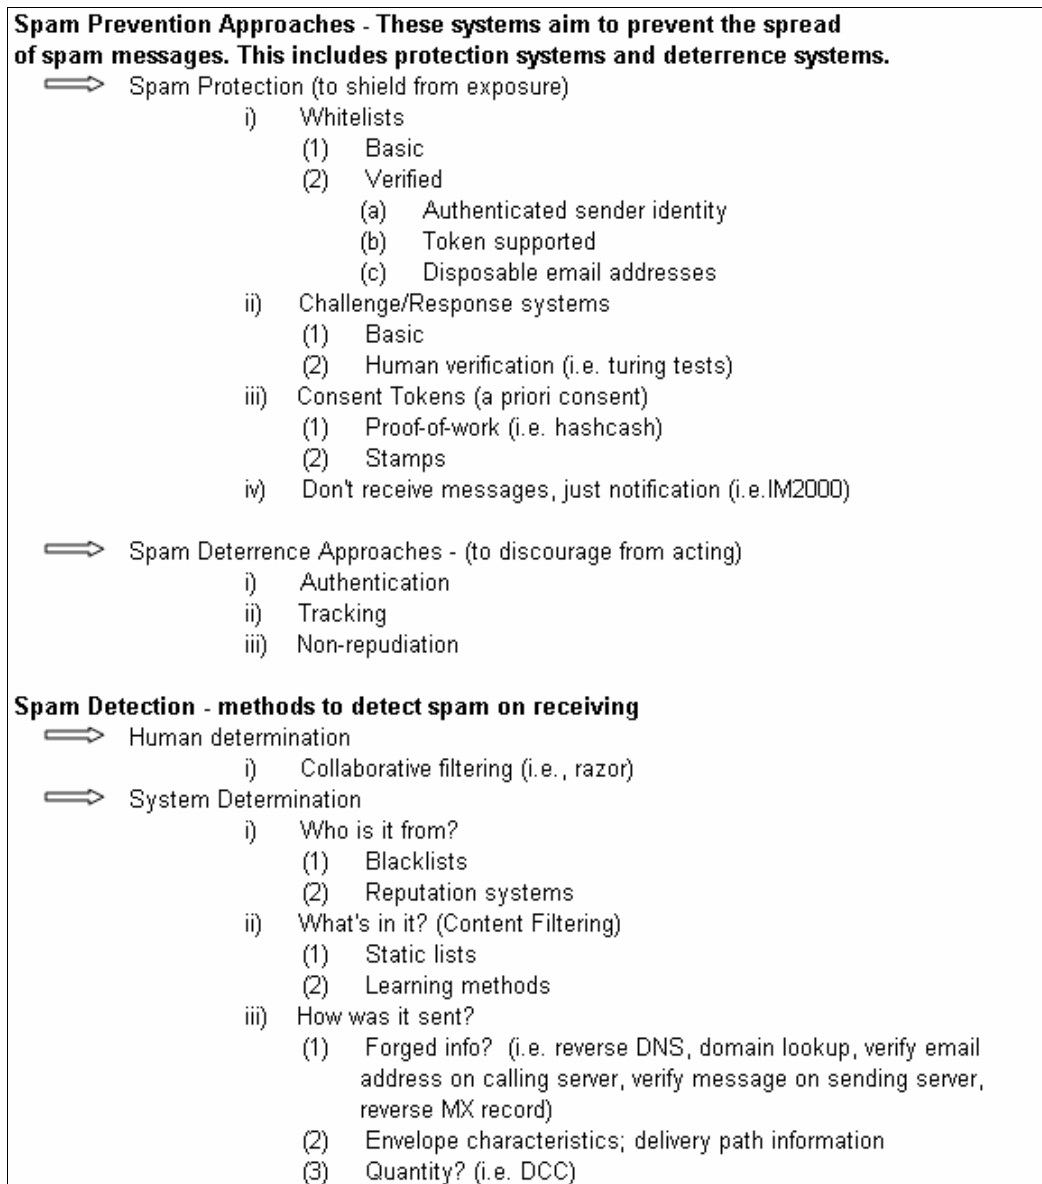 Spam Prevention Approaches - These systems aim to prevent the spread
of spam messages. This includes protection systems and deterrence systems.
Spam Protection (to shield from exposure)
i) Whitelists
(1) Basic
(2) Verified
(a) Authenticated sender identity
(b) Token supported
(c) Disposable email addresses
ii) Challenge/Response systems
(1) Basic
(2) Human verification (i.e. turing tests)
iii) Consent Tokens (a priori consent)
(1) Proof-of-work (i.e. hashcash)
(2) Stamps
iv) Don't receive messages, just notification (i.e.IM2000)
Spam Deterrence Approaches - (to discourage from acting)
i) Authentication
ii) Tracking
iii) Non-repudiation
Spam Detection - methods to detect spam on receiving
Human determination
i) Collaborative filtering (i.e., razor)
System Determination
i) Who is it from?
(1) Blacklists
(2) Reputation systems
ii) What's in it? (Content Filtering)
(1) Static lists
(2) Learning methods
iii) How was it sent?
(1) Forged info? (i.e. reverse DNS, domain lookup, verify email
address on calling server, verify message on sending server,
reverse MX record)
(2) Envelope characteristics; delivery path information
(3) Quantity? (i.e. DCC)